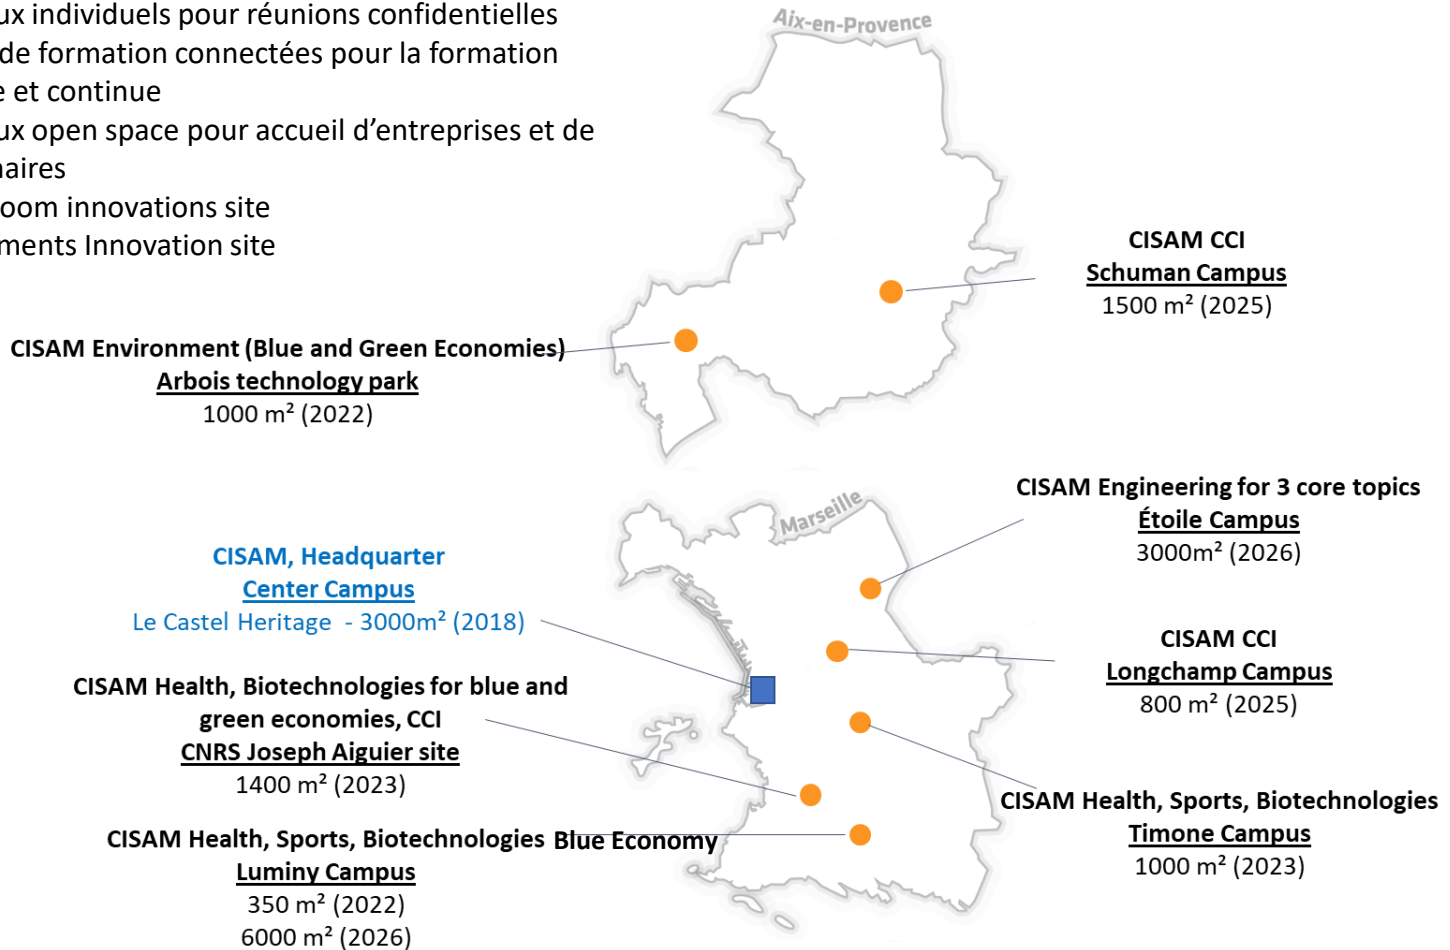 ux individuels pour réunions confidentielles
de formation connectées pour la formation
e et continue
ux open space pour accueil d'entreprises et de
naires
oom innovations site
ments Innovation site
Aix-en-Provence
CISAM CCI
Schuman Campus
1500 m² (2025)
CISAM Environment (Blue and Green Economies)
Arbois technology park
1000 m² (2022)
Marseille
CISAM Engineering for 3 core topics
Étoile Campus
3000m² (2026)
CISAM, Headquarter
Center Campus
Le Castel Heritage - 3000m² (2018)
CISAM CCI
Longchamp Campus
800 m² (2025)
CISAM Health, Biotechnologies for blue and
green economies, CCI
CNRS Joseph Aiguier site
1400 m² (2023)
CISAM Health, Sports, Biotechnologies
Timone Campus
1000 m² (2023)
CISAM Health, Sports, Biotechnologies Blue Economy
Luminy Campus
350 m² (2022)
6000 m² (2026)